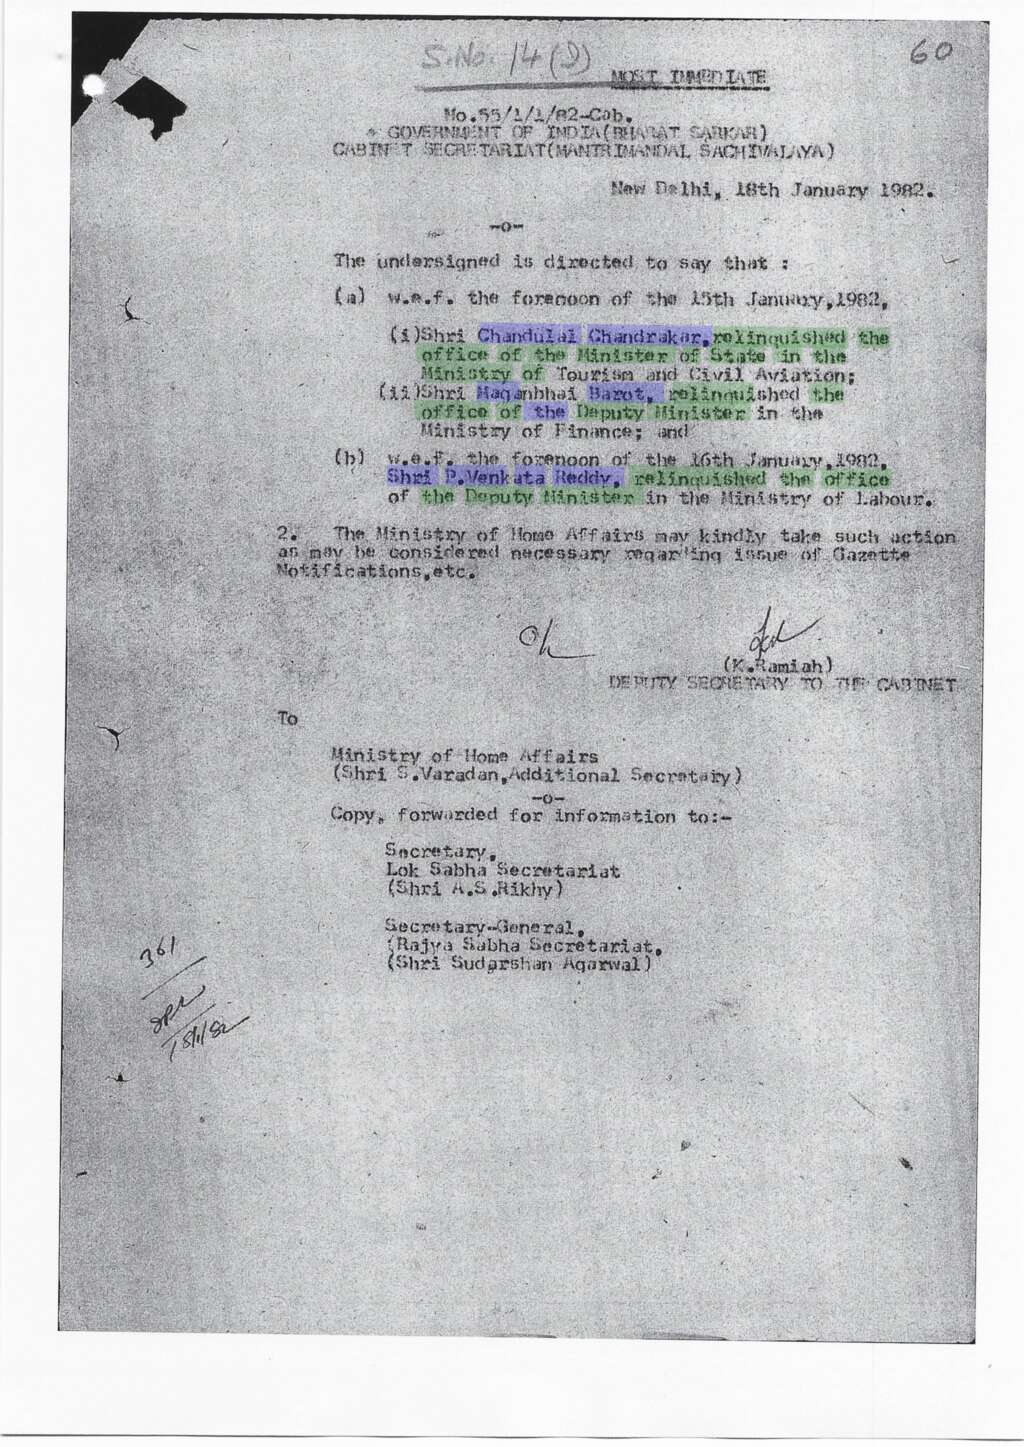 S.No. 14(D)
60
MOST IMMEDIATE
No.55/1/1/82-Cab.
GOVERNMENT OF INDIA(BHARAT SARKAR)
CABINET SECRETARIAT(MANTRIMANDAL SACHIVALAYA)
New Delhi, 18th January 1982.
-o-
The undersigned is directed to say that :
(a) w.e.f. the forenoon of the 15th January,1982,
(i)Shri Chandulal Chandrakar,relinquished the
office of the Minister of State in the
Ministry of Tourism and Civil Aviation;
(ii)Shri Maganbhai Barot, relinquished the
office of the Deputy Minister in the
Ministry of Finance; and
(b) w.e.f. the forenoon of the 16th January,1982,
Shri P.Venkata Reddy, relinquished the office
of the Deputy Minister in the Ministry of Labour.
2. The Ministry of Home Affairs may kindly take such action
as may be considered necessary regarding issue of Gazette
Notifications,etc.
(K.Ramiah)
DEPUTY SECRETARY TO THE CABINET
To
Ministry of Home Affairs
(Shri S.Varadan,Additional Secretary)
-o-
Copy, forwarded for information to:-
Secretary,
Lok Sabha Secretariat
(Shri A.S.Rikhy)
Secretary-General,
(Rajya Sabha Secretariat,
(Shri Sudarshan Agarwal)
361
18/1/82